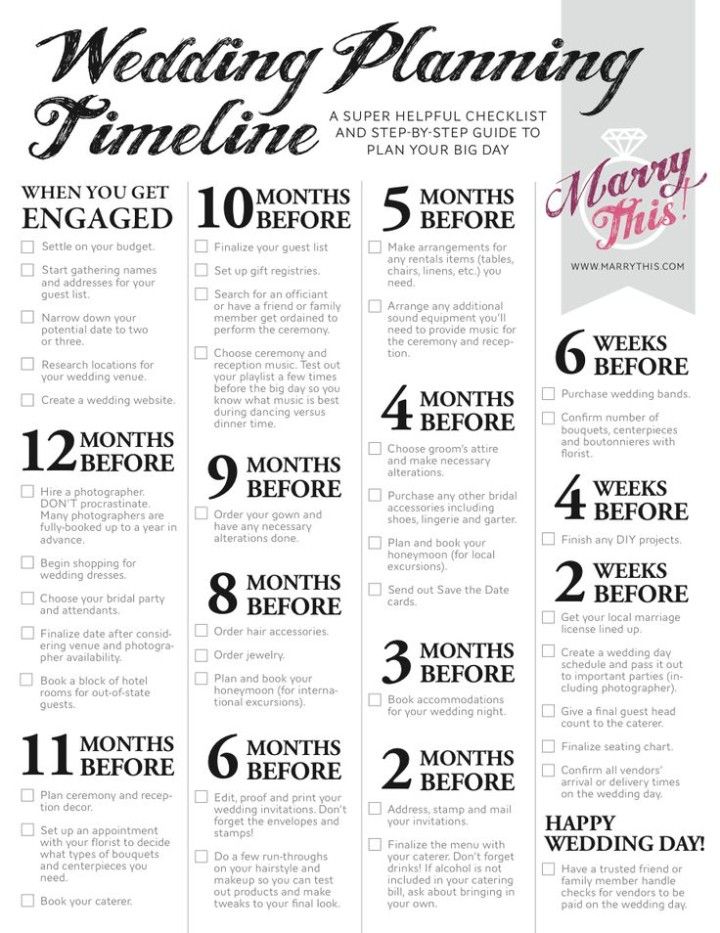 Wedding Planning
Timeline
A SUPER HELPFUL CHECKLIST
AND STEP-BY-STEP GUIDE TO
PLAN YOUR BIG DAY
Marry
This!
WWW.MARRYTHIS.COM
WHEN YOU GET
ENGAGED
Settle on your budget.
Start gathering names
and addresses for your
guest list.
Narrow down your
potential date to two
or three.
Research locations for
your wedding venue.
Create a wedding website.
12 MONTHS
BEFORE
Hire a photographer.
DON'T procrastinate.
Many photographers are
fully-booked up to a year in
advance.
Begin shopping for
wedding dresses.
Choose your bridal party
and attendants.
Finalize date after consid-
ering venue and photogra-
pher availability.
Book a block of hotel
rooms for out-of-state
guests.
11 MONTHS
BEFORE
Plan ceremony and recep-
tion decor.
Set up an appointment
with your florist to decide
what types of bouquets
and centerpieces you
need.
Book your caterer.
10 MONTHS
BEFORE
Finalize your guest list
Set up gift registries.
Search for an officiant
or have a friend or family
member get ordained to
perform the ceremony.
Choose ceremony and
reception music. Test out
your playlist a few times
before the big day so you
know what music is best
during dancing versus
dinner time.
9 MONTHS
BEFORE
Order your gown and
have any necessary
alterations done.
8 MONTHS
BEFORE
Order hair accessories.
Order jewelry.
Plan and book your
honeymoon (for interna-
tional excursions).
6 MONTHS
BEFORE
Edit, proof and print your
wedding invitations. Don't
forget the envelopes and
stamps!
Do a few run-throughs
on your hairstyle and
makeup so you can test
out products and make
tweaks to your final look.
5 MONTHS
BEFORE
Make arrangements for
any rentals items (tables,
chairs, linens, etc.) you
need.
Arrange any additional
sound equipment you'll
need to provide music for
the ceremony and recep-
tion.
4 MONTHS
BEFORE
Choose groom's attire
and make necessary
alterations.
Purchase any other bridal
accessories including
shoes, lingerie and garter.
Plan and book your
honeymoon (for local
excursions).
Send out Save the Date
cards.
3 MONTHS
BEFORE
Book accommodations
for your wedding night.
2 MONTHS
BEFORE
Address, stamp and mail
your invitations.
Finalize the menu with
your caterer. Don't forget
drinks! If alcohol is not
included in your catering
bill, ask about bringing in
your own.
6 WEEKS
BEFORE
Purchase wedding bands.
Confirm number of
bouquets, centerpieces
and boutonnieres with
florist.
4 WEEKS
BEFORE
Finish any DIY projects.
2 WEEKS
BEFORE
Get your local marriage
license lined up.
Create a wedding day
schedule and pass it out
to important parties (in-
cluding photographer).
Give a final guest head
count to the caterer.
Finalize seating chart.
Confirm all vendors'
arrival or delivery times
on the wedding day.
HAPPY
WEDDING DAY!
Have a trusted friend or
family member handle
checks for vendors to be
paid on the wedding day.